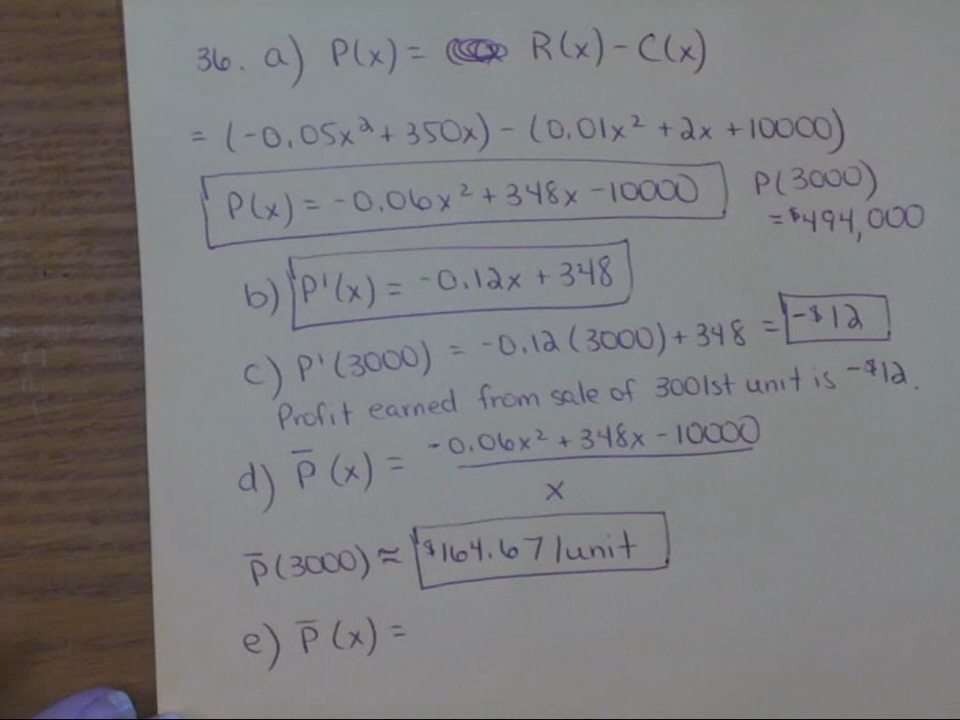 36. a) P(x) = R(x) - C(x)
= (-0.05x² + 350x) - (0.01x² + 2x + 10000)
P(x) = -0.06x² + 348x - 10000
P(3000)
= $494,000
b) P'(x) = -0.12x + 348
c) P'(3000) = -0.12(3000) + 348 = -$12
Profit earned from sale of 3001st unit is -$12.
d) P̅(x) = -0.06x² + 348x - 10000
x
P̅(3000) ≈ $164.67/unit
e) P̅(x) =